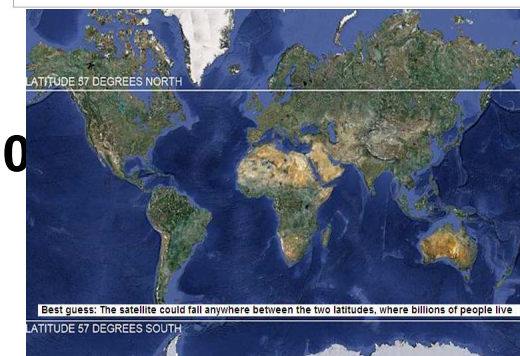 LATITUDE 57 DEGREES NORTH
0
Best guess: The satellite could fall anywhere between the two latitudes, where billions of people live
LATITUDE 57 DEGREES SOUTH